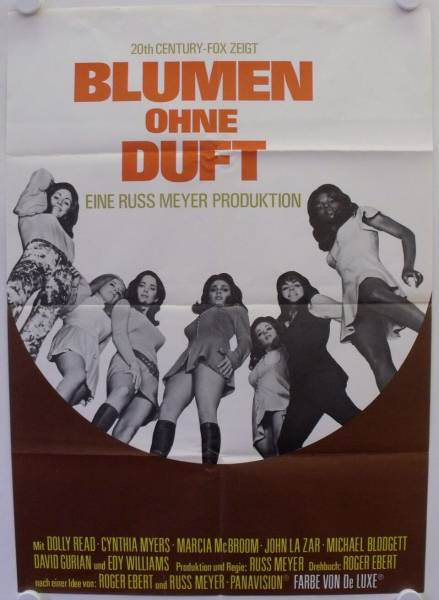 20th CENTURY-FOX ZEIGT
BLUMEN
OHNE
DUFT
EINE RUSS MEYER PRODUKTION
Mit DOLLY READ · CYNTHIA MYERS · MARCIA McBROOM · JOHN LA ZAR · MICHAEL BLODGETT
DAVID GURIAN und EDY WILLIAMS Produktion und Regie: RUSS MEYER Drehbuch: ROGER EBERT
nach einer Idee von: ROGER EBERT und RUSS MEYER · PANAVISION® FARBE VON De LUXE®